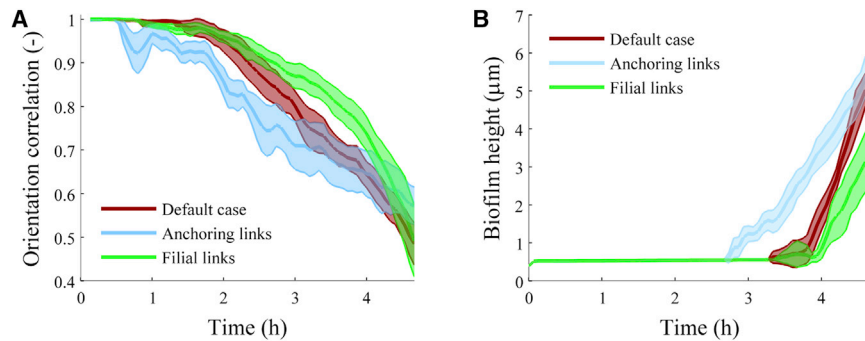 A
Orientation correlation (-)
1
0.9
0.8
0.7
0.6
0.5
0.4
Default case
Anchoring links
Filial links
0 1 2 3 4
Time (h)
B
Biofilm height (μm)
7
6
5
4
3
2
1
0
Default case
Anchoring links
Filial links
0 1 2 3 4
Time (h)